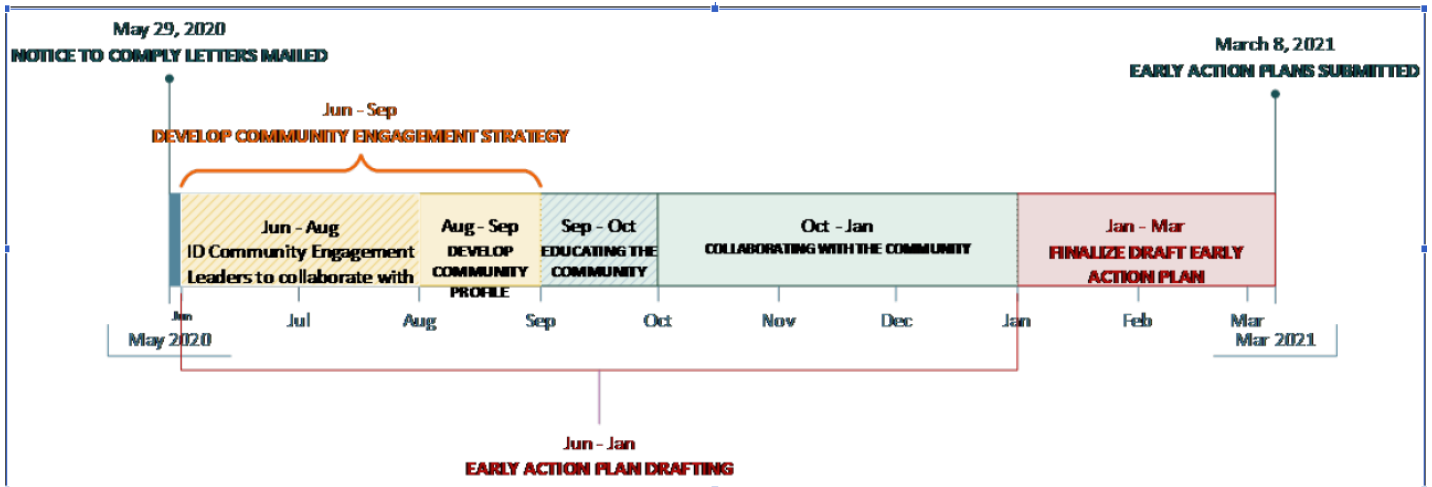 May 29, 2020
NOTICE TO COMPLY LETTERS MAILED
March 8, 2021
EARLY ACTION PLANS SUBMITTED
Jun - Sep
DEVELOP COMMUNITY ENGAGEMENT STRATEGY
Jun - Aug
ID Community Engagement
Leaders to collaborate with
Aug - Sep
DEVELOP
COMMUNITY
PROFILE
Sep - Oct
EDUCATING THE
COMMUNITY
Oct - Jan
COLLABORATING WITH THE COMMUNITY
Jan - Mar
FINALIZE DRAFT EARLY
ACTION PLAN
Jun
Jul
Aug
Sep
Oct
Nov
Dec
Jan
Feb
Mar
May 2020
Mar 2021
Jun - Jan
EARLY ACTION PLAN DRAFTING